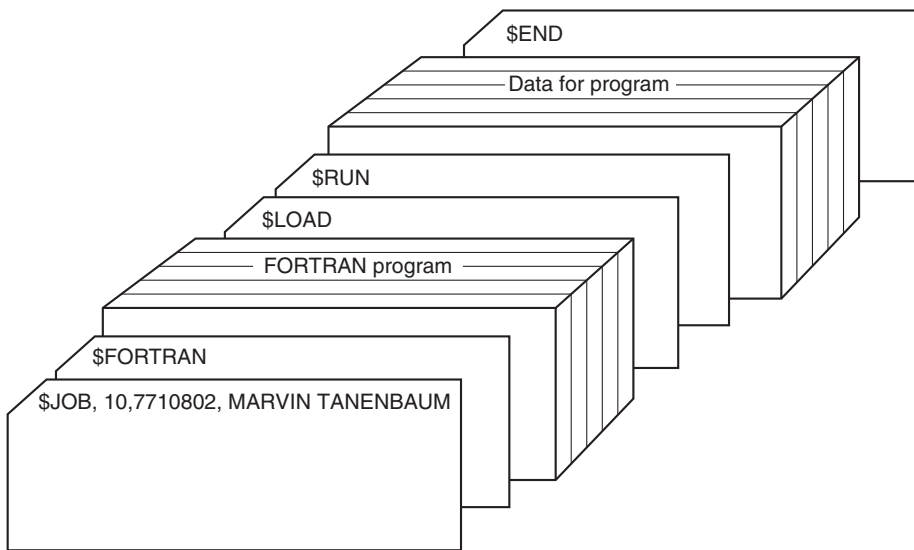 $END
Data for program
$RUN
$LOAD
FORTRAN program
$FORTRAN
$JOB, 10,7710802, MARVIN TANENBAUM